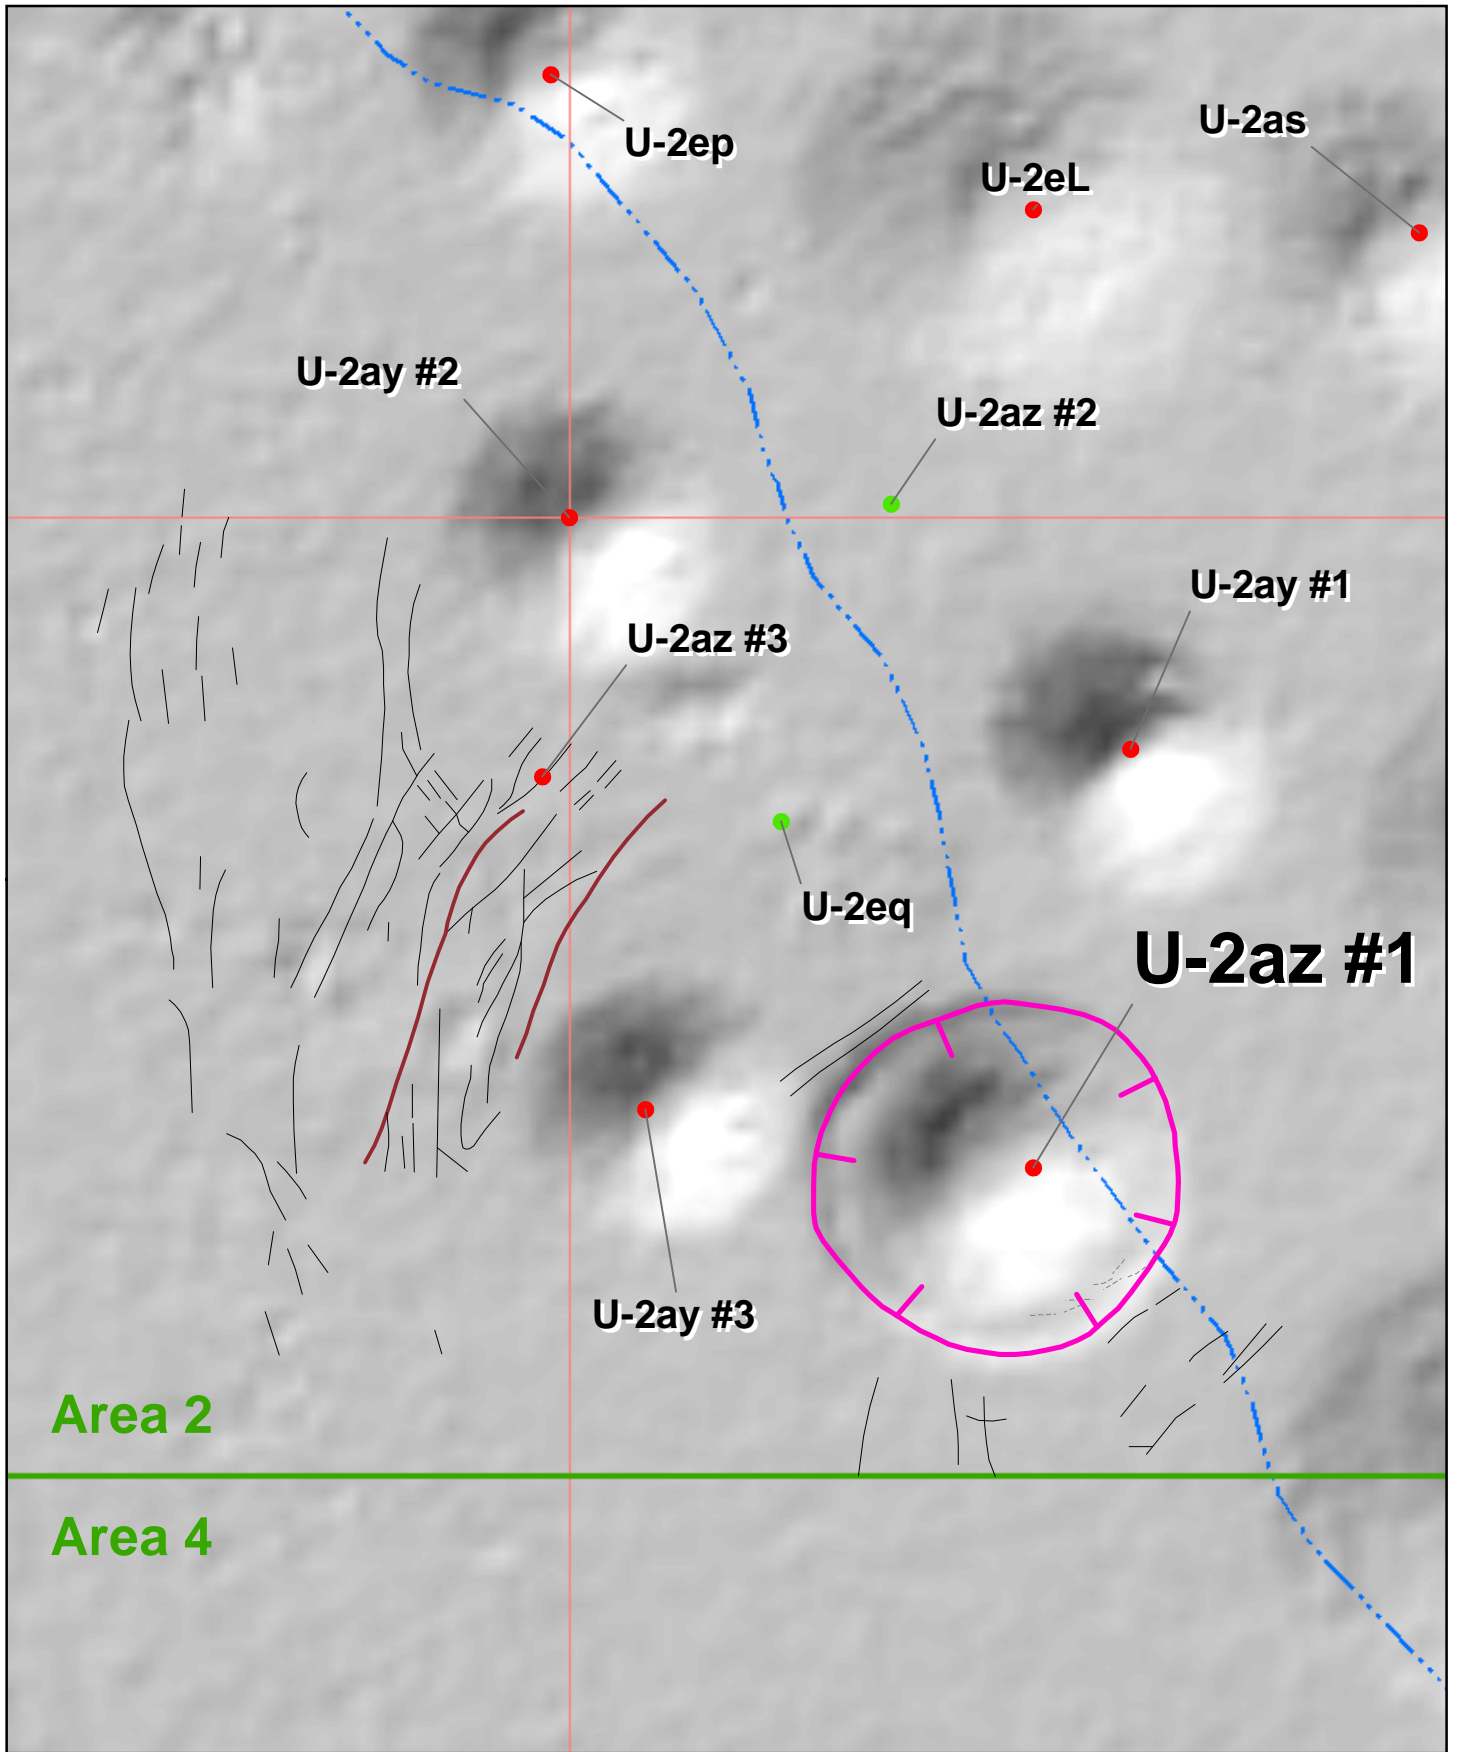 U-2as
U-2ep
U-2eL
U-2ay #2
U-2az #2
U-2ay #1
U-2az #3
U-2eq
U-2az #1
U-2ay #3
Area 2
Area 4